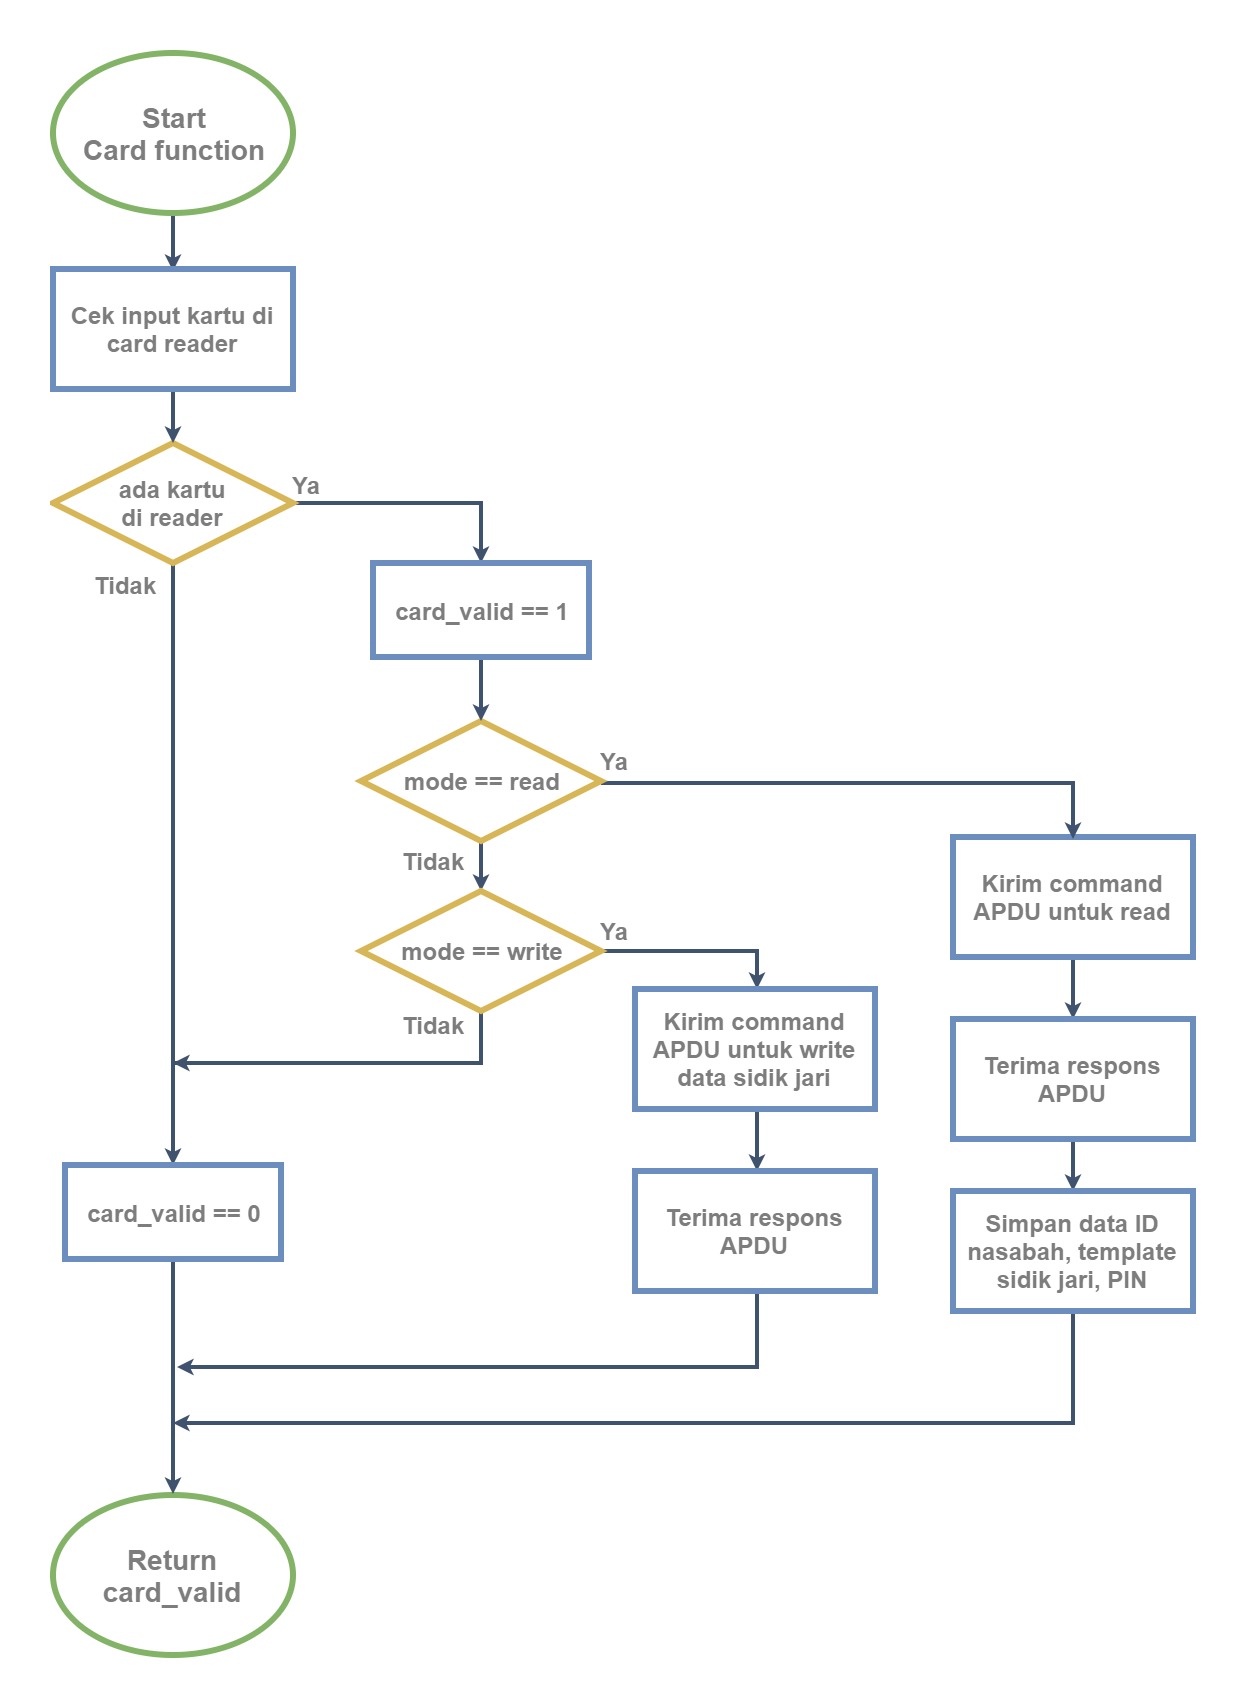 Start
Card function
Cek input kartu di
card reader
ada kartu
di reader
Ya
Tidak
card_valid == 1
mode == read
Ya
Tidak
mode == write
Ya
Tidak
Kirim command
APDU untuk read
Kirim command
APDU untuk write
data sidik jari
Terima respons
APDU
Terima respons
APDU
Simpan data ID
nasabah, template
sidik jari, PIN
card_valid == 0
Return
card_valid